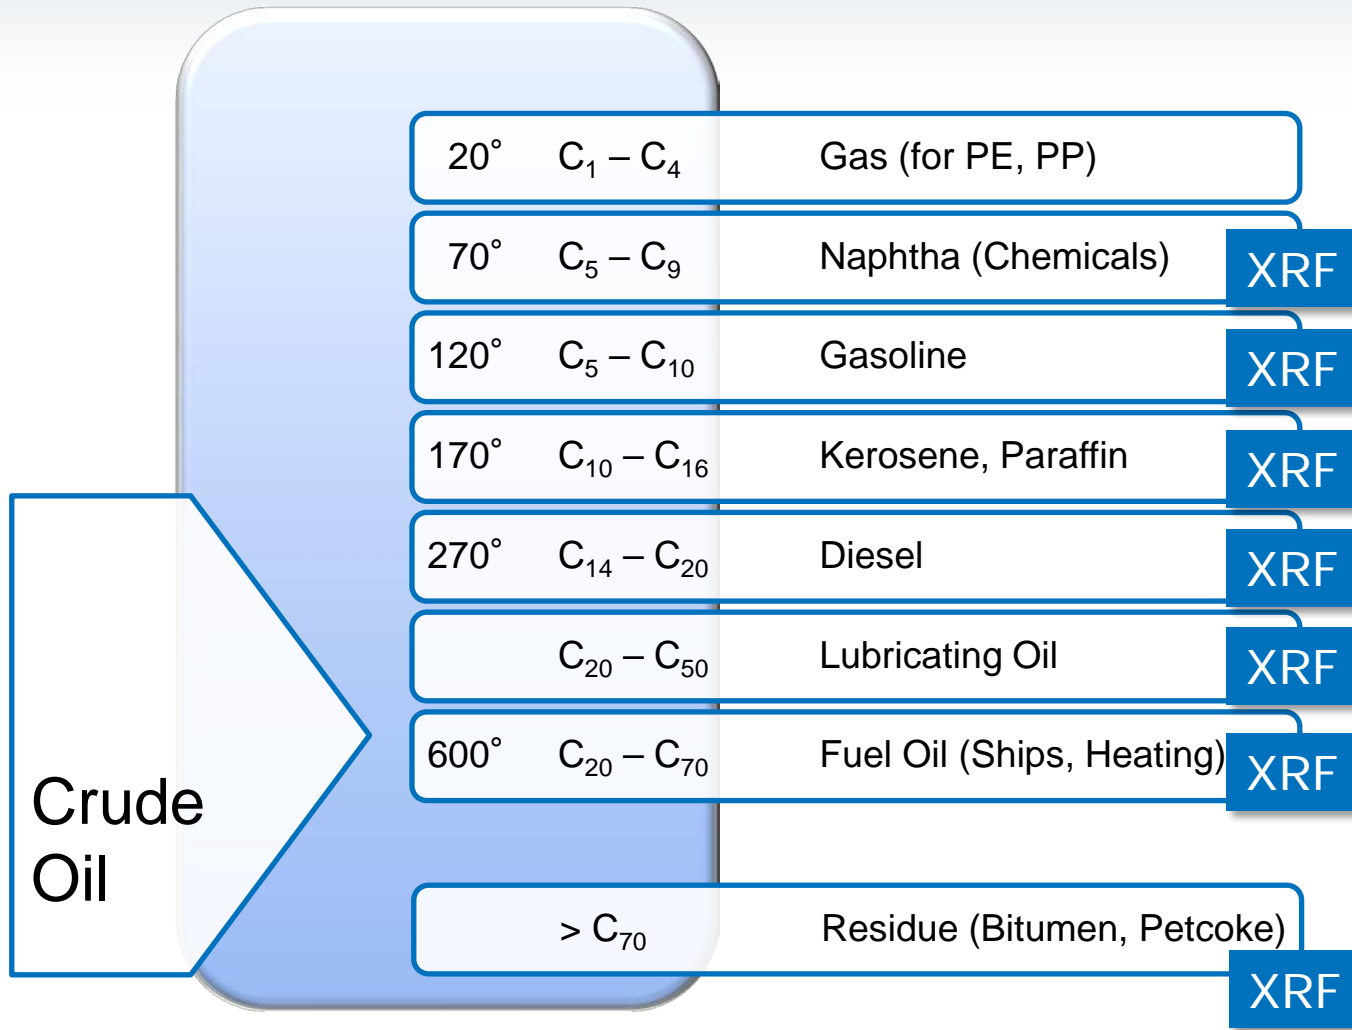 20° C₁ – C₄ Gas (for PE, PP)
70° C₅ – C₉ Naphtha (Chemicals) XRF
120° C₅ – C₁₀ Gasoline XRF
170° C₁₀ – C₁₆ Kerosene, Paraffin XRF
270° C₁₄ – C₂₀ Diesel XRF
C₂₀ – C₅₀ Lubricating Oil XRF
600° C₂₀ – C₇₀ Fuel Oil (Ships, Heating) XRF
Crude
Oil
> C₇₀ Residue (Bitumen, Petcoke)
XRF